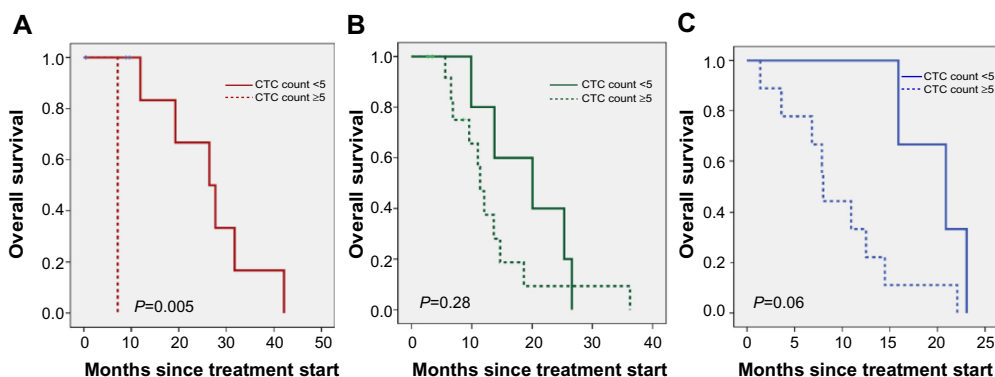 A
Overall survival
1.0
0.8
0.6
0.4
0.2
0.0
CTC count <5
CTC count ≥5
P=0.005
0 10 20 30 40 50
Months since treatment start
B
Overall survival
1.0
0.8
0.6
0.4
0.2
0.0
CTC count <5
CTC count ≥5
P=0.28
0 10 20 30 40
Months since treatment start
C
Overall survival
1.0
0.8
0.6
0.4
0.2
0.0
CTC count <5
CTC count ≥5
P=0.06
0 5 10 15 20 25
Months since treatment start